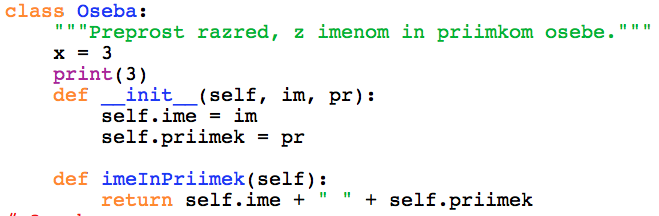 class Oseba:
    """Preprost razred, z imenom in priimkom osebe."""
    x = 3
    print(3)
    def __init__(self, im, pr):
        self.ime = im
        self.priimek = pr

    def imeInPriimek(self):
        return self.ime + " " + self.priimek